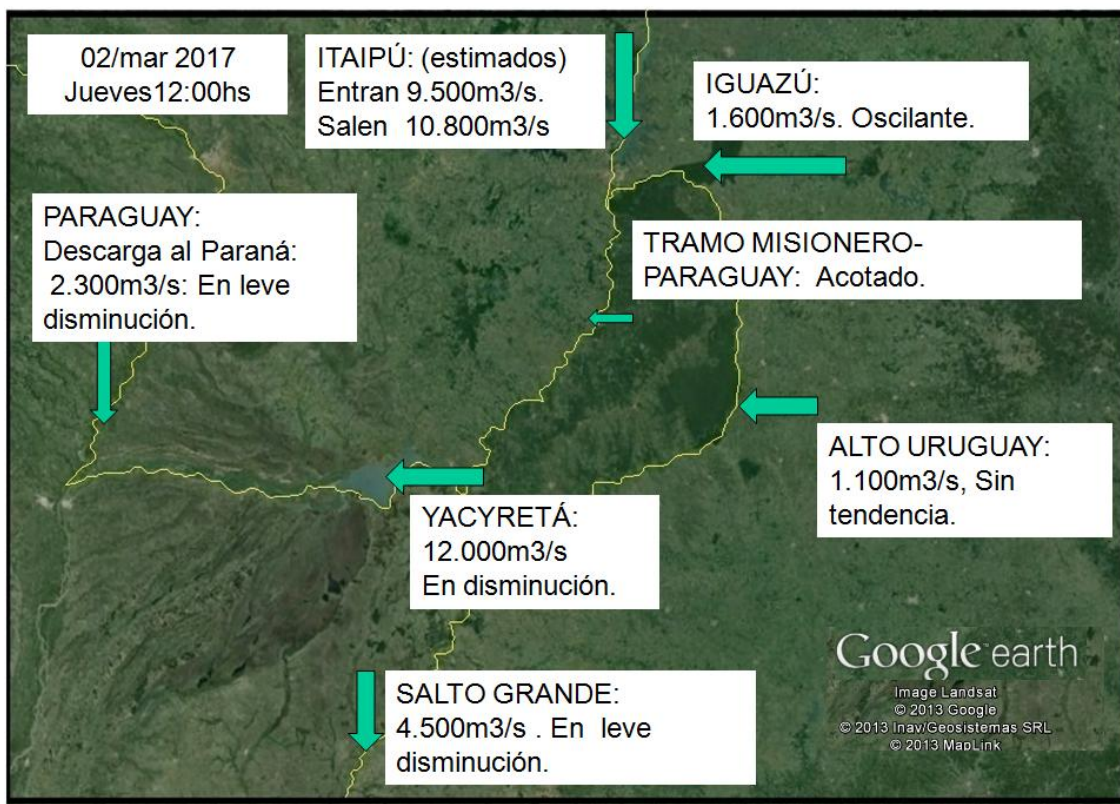 02/mar 2017
Jueves12:00hs
ITAIPÚ: (estimados)
Entran 9.500m3/s.
Salen 10.800m3/s
IGUAZÚ:
1.600m3/s. Oscilante.
PARAGUAY:
Descarga al Paraná:
2.300m3/s: En leve
disminución.
TRAMO MISIONERO-
PARAGUAY: Acotado.
ALTO URUGUAY:
1.100m3/s, Sin
tendencia.
YACYRETÁ:
12.000m3/s
En disminución.
SALTO GRANDE:
4.500m3/s . En leve
disminución.
Google earth
Image Landsat
© 2013 Google
© 2013 Inav/Geosistemas SRL
© 2013 MapLink